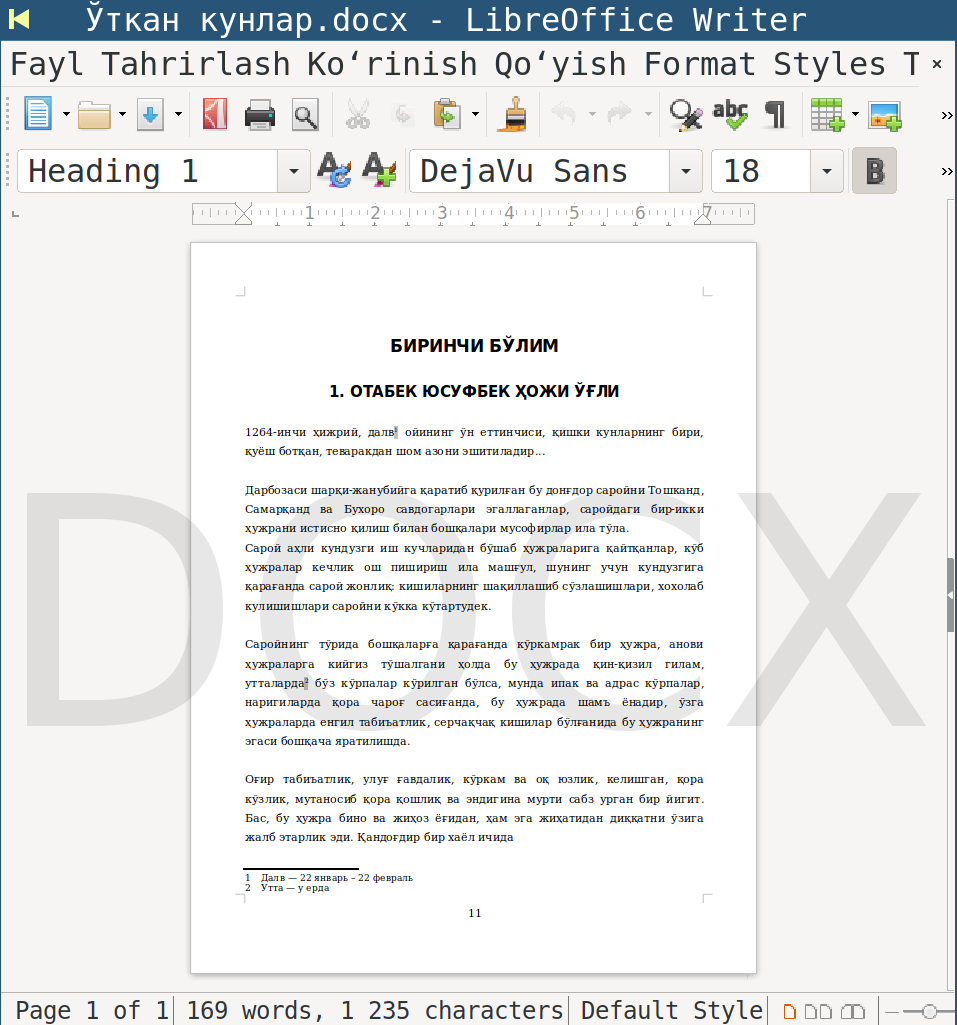 Ўткан кунлар.docx - LibreOffice Writer
Fayl Tahrirlash Koʻrinish Qoʻyish Format Styles T
Heading 1 DejaVu Sans 18 B
1 2 3 4 5 6 7
БИРИНЧИ БЎЛИМ
1. ОТАБЕК ЮСУФБЕК ҲОЖИ ЎҒЛИ
1264-инчи ҳижрий, далв1 ойининг ўн еттинчиси, қишки кунларнинг бири,
қуёш ботқан, теваракдан шом азони эшитиладир...
Дарбозаси шарқи-жанубийга қаратиб қурилған бу донғдор саройни Тошканд,
Самарқанд ва Бухоро савдогарлари эгаллаганлар, саройдаги бир-икки
ҳужрани истисно қилиш билан бошқалари мусофирлар ила тўла.
Сарой аҳли кундузги иш кучларидан бўшаб ҳужраларига қайтқанлар, кўб
ҳужралар кечлик ош пишириш ила машғул, шунинг учун кундузгига
қарағанда сарой жонлиқ: кишиларнинг шақиллашиб сўзлашишлари, хохолаб
кулишишлари саройни кўкка кўтартудек.
Саройнинг тўрида бошқаларға қарағанда кўркамрак бир ҳужра, анови
ҳужраларга кийгиз тўшалгани ҳолда бу ҳужрада қип-қизил гилам,
утталарда2 бўз кўрпалар кўрилган бўлса, мунда ипак ва адрас кўрпалар,
наригиларда қора чароғ сасиғанда, бу ҳужрада шамъ ёнадир, ўзга
ҳужраларда енгил табиъатлик, серчақчақ кишилар бўлғанида бу ҳужранинг
эгаси бошқача яратилишда.
Оғир табиъатлик, улуғ ғавдалик, кўркам ва оқ юзлик, келишган, қора
кўзлик, мутаносиб қора қошлиқ ва эндигина мурти сабз урган бир йигит.
Бас, бу ҳужра бино ва жиҳоз ёғидан, ҳам эга жиҳатидан диққатни ўзига
жалб этарлик эди. Қандоғдир бир хаёл ичида
1 Далв — 22 январь – 22 февраль
2 Утта — у ерда
11
DOCX
Page 1 of 1 169 words, 1 235 characters Default Style